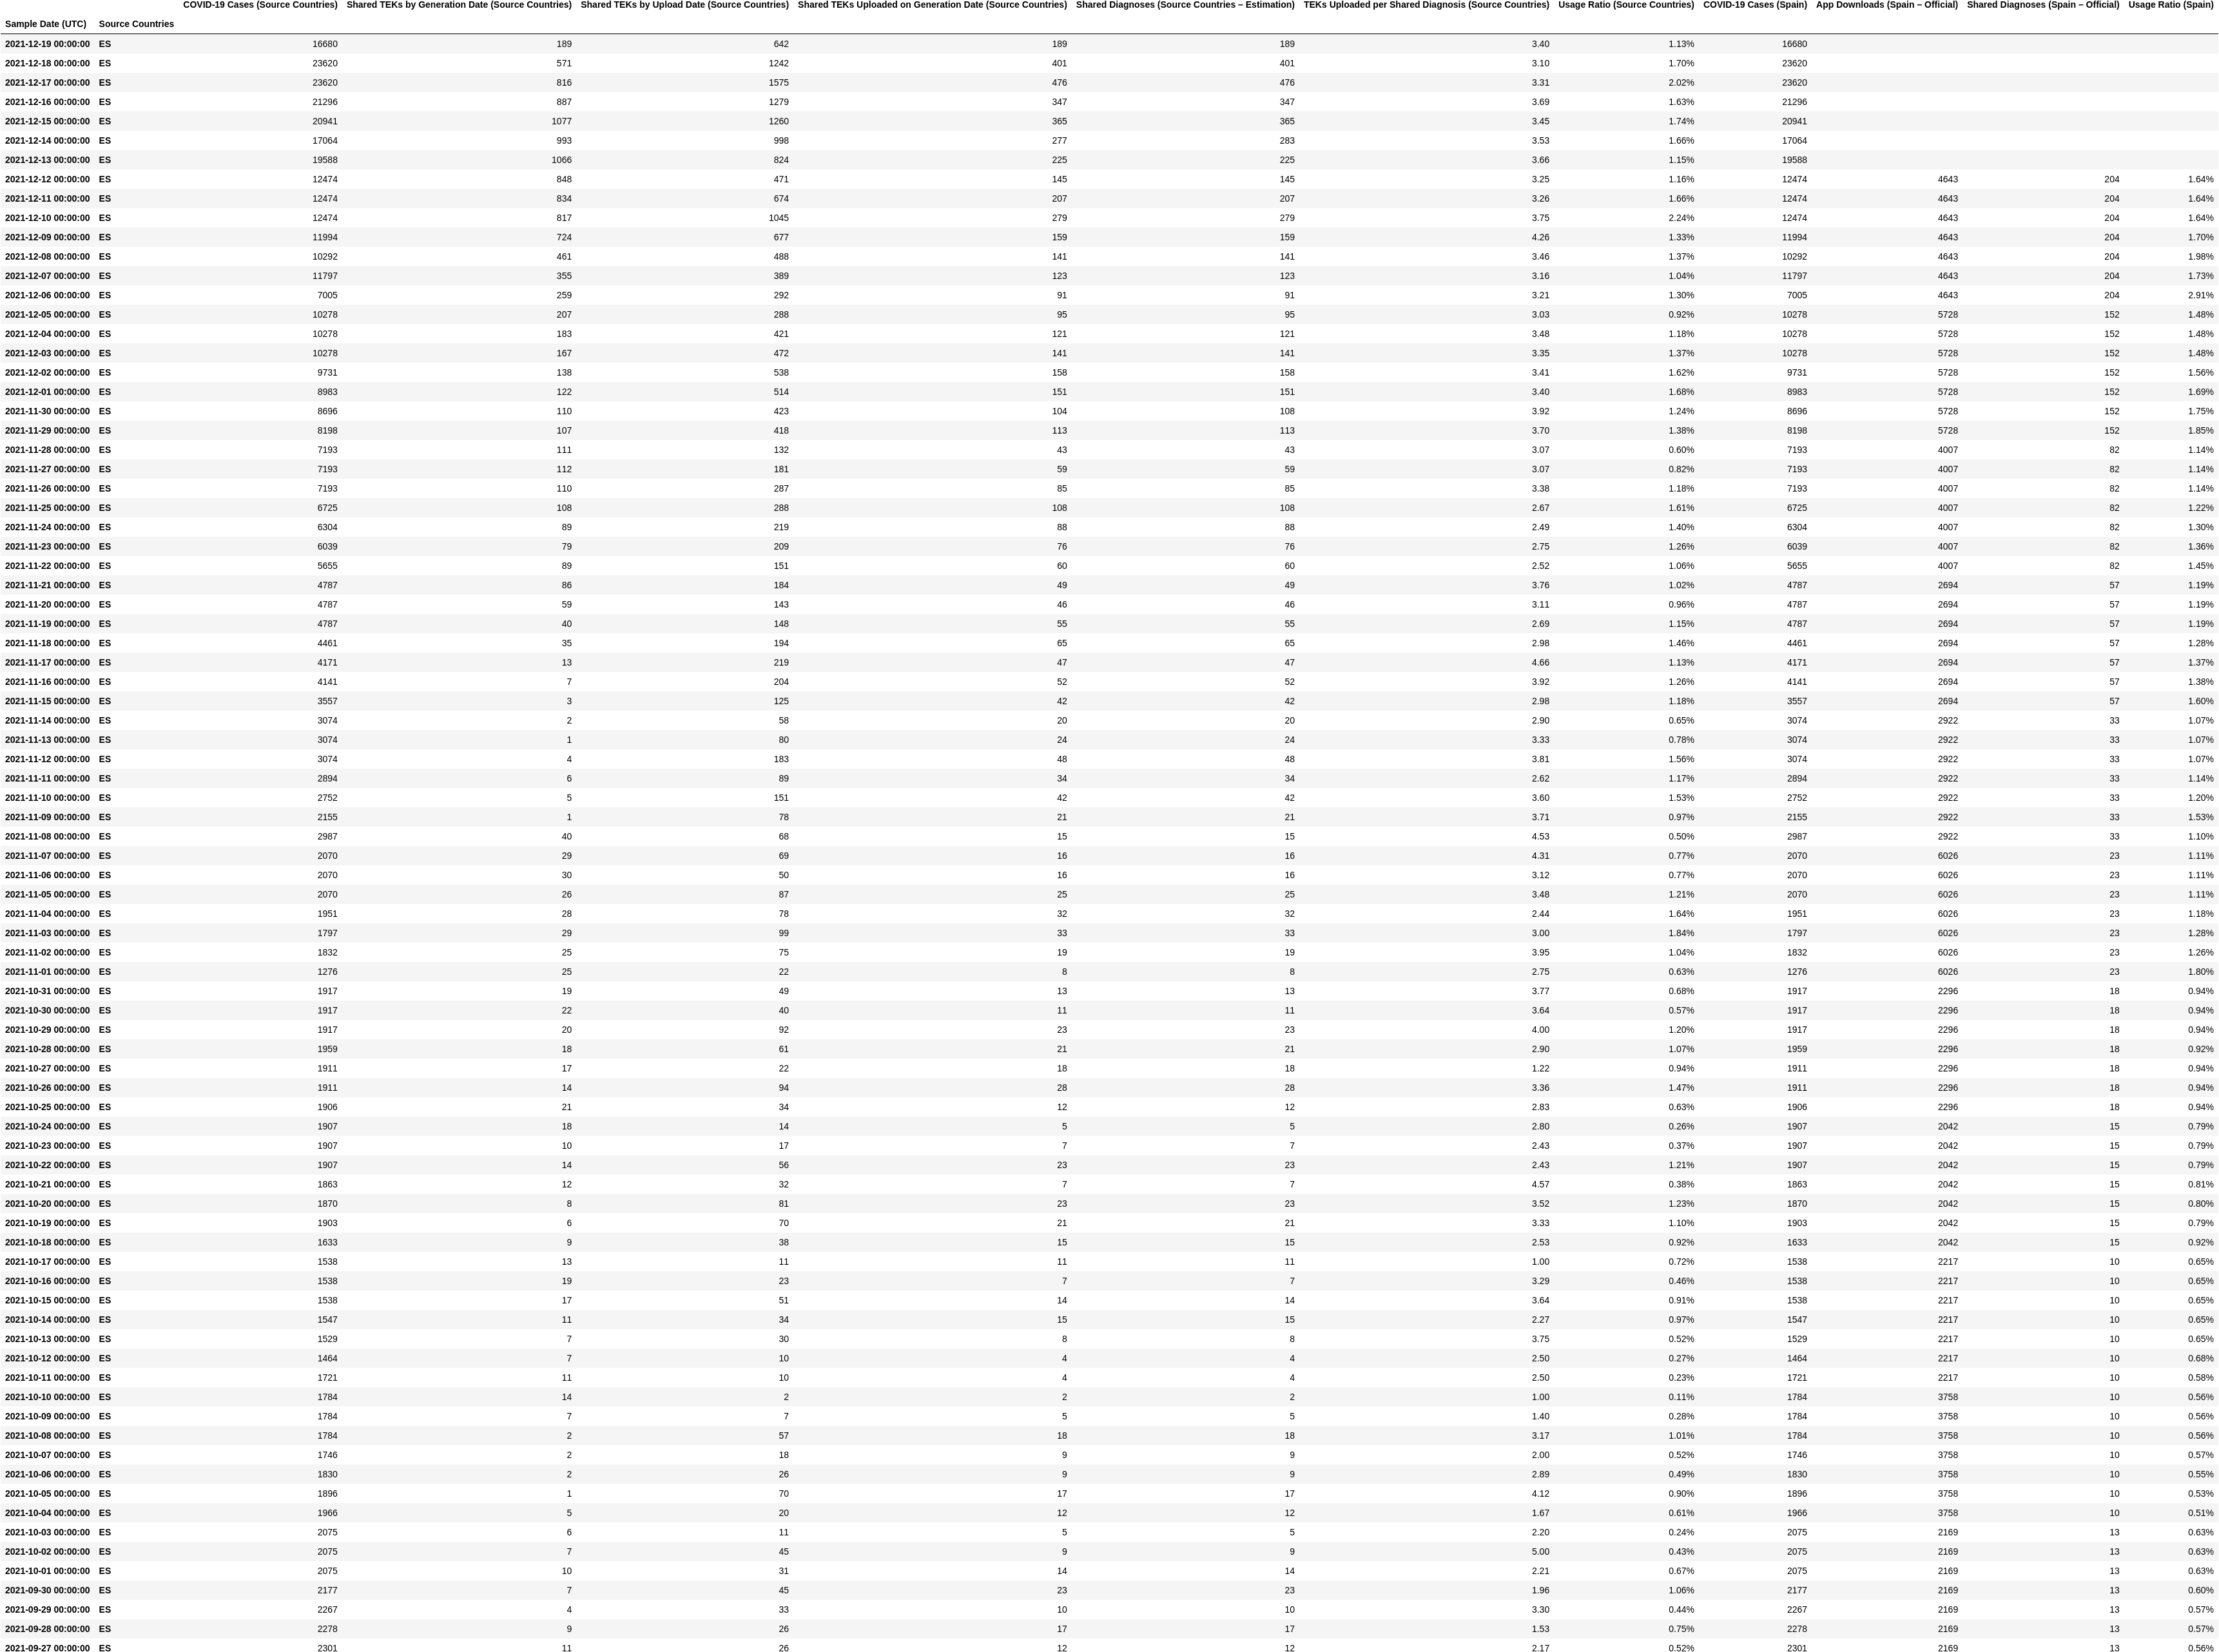 COVID-19 Cases (Source Countries) Shared TEKs by Generation Date (Source Countries) Shared TEKs by Upload Date (Source Countries) Shared TEKs Uploaded on Generation Date (Source Countries) Shared Diagnoses (Source Countries – Estimation) TEKs Uploaded per Shared Diagnosis (Source Countries) Usage Ratio (Source Countries) COVID-19 Cases (Spain) App Downloads (Spain – Official) Shared Diagnoses (Spain – Official) Usage Ratio (Spain)
Sample Date (UTC) Source Countries
2021-12-19 00:00:00 ES 16680 189 642 189 189 3.40 1.13% 16680
2021-12-18 00:00:00 ES 23620 571 1242 401 401 3.10 1.70% 23620
2021-12-17 00:00:00 ES 23620 816 1575 476 476 3.31 2.02% 23620
2021-12-16 00:00:00 ES 21296 887 1279 347 347 3.69 1.63% 21296
2021-12-15 00:00:00 ES 20941 1077 1260 365 365 3.45 1.74% 20941
2021-12-14 00:00:00 ES 17064 993 998 277 283 3.53 1.66% 17064
2021-12-13 00:00:00 ES 19588 1066 824 225 225 3.66 1.15% 19588
2021-12-12 00:00:00 ES 12474 848 471 145 145 3.25 1.16% 12474 4643 204 1.64%
2021-12-11 00:00:00 ES 12474 834 674 207 207 3.26 1.66% 12474 4643 204 1.64%
2021-12-10 00:00:00 ES 12474 817 1045 279 279 3.75 2.24% 12474 4643 204 1.64%
2021-12-09 00:00:00 ES 11994 724 677 159 159 4.26 1.33% 11994 4643 204 1.70%
2021-12-08 00:00:00 ES 10292 461 488 141 141 3.46 1.37% 10292 4643 204 1.98%
2021-12-07 00:00:00 ES 11797 355 389 123 123 3.16 1.04% 11797 4643 204 1.73%
2021-12-06 00:00:00 ES 7005 259 292 91 91 3.21 1.30% 7005 4643 204 2.91%
2021-12-05 00:00:00 ES 10278 207 288 95 95 3.03 0.92% 10278 5728 152 1.48%
2021-12-04 00:00:00 ES 10278 183 421 121 121 3.48 1.18% 10278 5728 152 1.48%
2021-12-03 00:00:00 ES 10278 167 472 141 141 3.35 1.37% 10278 5728 152 1.48%
2021-12-02 00:00:00 ES 9731 138 538 158 158 3.41 1.62% 9731 5728 152 1.56%
2021-12-01 00:00:00 ES 8983 122 514 151 151 3.40 1.68% 8983 5728 152 1.69%
2021-11-30 00:00:00 ES 8696 110 423 104 108 3.92 1.24% 8696 5728 152 1.75%
2021-11-29 00:00:00 ES 8198 107 418 113 113 3.70 1.38% 8198 5728 152 1.85%
2021-11-28 00:00:00 ES 7193 111 132 43 43 3.07 0.60% 7193 4007 82 1.14%
2021-11-27 00:00:00 ES 7193 112 181 59 59 3.07 0.82% 7193 4007 82 1.14%
2021-11-26 00:00:00 ES 7193 110 287 85 85 3.38 1.18% 7193 4007 82 1.14%
2021-11-25 00:00:00 ES 6725 108 288 108 108 2.67 1.61% 6725 4007 82 1.22%
2021-11-24 00:00:00 ES 6304 89 219 88 88 2.49 1.40% 6304 4007 82 1.30%
2021-11-23 00:00:00 ES 6039 79 209 76 76 2.75 1.26% 6039 4007 82 1.36%
2021-11-22 00:00:00 ES 5655 89 151 60 60 2.52 1.06% 5655 4007 82 1.45%
2021-11-21 00:00:00 ES 4787 86 184 49 49 3.76 1.02% 4787 2694 57 1.19%
2021-11-20 00:00:00 ES 4787 59 143 46 46 3.11 0.96% 4787 2694 57 1.19%
2021-11-19 00:00:00 ES 4787 40 148 55 55 2.69 1.15% 4787 2694 57 1.19%
2021-11-18 00:00:00 ES 4461 35 194 65 65 2.98 1.46% 4461 2694 57 1.28%
2021-11-17 00:00:00 ES 4171 13 219 47 47 4.66 1.13% 4171 2694 57 1.37%
2021-11-16 00:00:00 ES 4141 7 204 52 52 3.92 1.26% 4141 2694 57 1.38%
2021-11-15 00:00:00 ES 3557 3 125 42 42 2.98 1.18% 3557 2694 57 1.60%
2021-11-14 00:00:00 ES 3074 2 58 20 20 2.90 0.65% 3074 2922 33 1.07%
2021-11-13 00:00:00 ES 3074 1 80 24 24 3.33 0.78% 3074 2922 33 1.07%
2021-11-12 00:00:00 ES 3074 4 183 48 48 3.81 1.56% 3074 2922 33 1.07%
2021-11-11 00:00:00 ES 2894 6 89 34 34 2.62 1.17% 2894 2922 33 1.14%
2021-11-10 00:00:00 ES 2752 5 151 42 42 3.60 1.53% 2752 2922 33 1.20%
2021-11-09 00:00:00 ES 2155 1 78 21 21 3.71 0.97% 2155 2922 33 1.53%
2021-11-08 00:00:00 ES 2987 40 68 15 15 4.53 0.50% 2987 2922 33 1.10%
2021-11-07 00:00:00 ES 2070 29 69 16 16 4.31 0.77% 2070 6026 23 1.11%
2021-11-06 00:00:00 ES 2070 30 50 16 16 3.12 0.77% 2070 6026 23 1.11%
2021-11-05 00:00:00 ES 2070 26 87 25 25 3.48 1.21% 2070 6026 23 1.11%
2021-11-04 00:00:00 ES 1951 28 78 32 32 2.44 1.64% 1951 6026 23 1.18%
2021-11-03 00:00:00 ES 1797 29 99 33 33 3.00 1.84% 1797 6026 23 1.28%
2021-11-02 00:00:00 ES 1832 25 75 19 19 3.95 1.04% 1832 6026 23 1.26%
2021-11-01 00:00:00 ES 1276 25 22 8 8 2.75 0.63% 1276 6026 23 1.80%
2021-10-31 00:00:00 ES 1917 19 49 13 13 3.77 0.68% 1917 2296 18 0.94%
2021-10-30 00:00:00 ES 1917 22 40 11 11 3.64 0.57% 1917 2296 18 0.94%
2021-10-29 00:00:00 ES 1917 20 92 23 23 4.00 1.20% 1917 2296 18 0.94%
2021-10-28 00:00:00 ES 1959 18 61 21 21 2.90 1.07% 1959 2296 18 0.92%
2021-10-27 00:00:00 ES 1911 17 22 18 18 1.22 0.94% 1911 2296 18 0.94%
2021-10-26 00:00:00 ES 1911 14 94 28 28 3.36 1.47% 1911 2296 18 0.94%
2021-10-25 00:00:00 ES 1906 21 34 12 12 2.83 0.63% 1906 2296 18 0.94%
2021-10-24 00:00:00 ES 1907 18 14 5 5 2.80 0.26% 1907 2042 15 0.79%
2021-10-23 00:00:00 ES 1907 10 17 7 7 2.43 0.37% 1907 2042 15 0.79%
2021-10-22 00:00:00 ES 1907 14 56 23 23 2.43 1.21% 1907 2042 15 0.79%
2021-10-21 00:00:00 ES 1863 12 32 7 7 4.57 0.38% 1863 2042 15 0.81%
2021-10-20 00:00:00 ES 1870 8 81 23 23 3.52 1.23% 1870 2042 15 0.80%
2021-10-19 00:00:00 ES 1903 6 70 21 21 3.33 1.10% 1903 2042 15 0.79%
2021-10-18 00:00:00 ES 1633 9 38 15 15 2.53 0.92% 1633 2042 15 0.92%
2021-10-17 00:00:00 ES 1538 13 11 11 11 1.00 0.72% 1538 2217 10 0.65%
2021-10-16 00:00:00 ES 1538 19 23 7 7 3.29 0.46% 1538 2217 10 0.65%
2021-10-15 00:00:00 ES 1538 17 51 14 14 3.64 0.91% 1538 2217 10 0.65%
2021-10-14 00:00:00 ES 1547 11 34 15 15 2.27 0.97% 1547 2217 10 0.65%
2021-10-13 00:00:00 ES 1529 7 30 8 8 3.75 0.52% 1529 2217 10 0.65%
2021-10-12 00:00:00 ES 1464 7 10 4 4 2.50 0.27% 1464 2217 10 0.68%
2021-10-11 00:00:00 ES 1721 11 10 4 4 2.50 0.23% 1721 2217 10 0.58%
2021-10-10 00:00:00 ES 1784 14 2 2 2 1.00 0.11% 1784 3758 10 0.56%
2021-10-09 00:00:00 ES 1784 7 7 5 5 1.40 0.28% 1784 3758 10 0.56%
2021-10-08 00:00:00 ES 1784 2 57 18 18 3.17 1.01% 1784 3758 10 0.56%
2021-10-07 00:00:00 ES 1746 2 18 9 9 2.00 0.52% 1746 3758 10 0.57%
2021-10-06 00:00:00 ES 1830 2 26 9 9 2.89 0.49% 1830 3758 10 0.55%
2021-10-05 00:00:00 ES 1896 1 70 17 17 4.12 0.90% 1896 3758 10 0.53%
2021-10-04 00:00:00 ES 1966 5 20 12 12 1.67 0.61% 1966 3758 10 0.51%
2021-10-03 00:00:00 ES 2075 6 11 5 5 2.20 0.24% 2075 2169 13 0.63%
2021-10-02 00:00:00 ES 2075 7 45 9 9 5.00 0.43% 2075 2169 13 0.63%
2021-10-01 00:00:00 ES 2075 10 31 14 14 2.21 0.67% 2075 2169 13 0.63%
2021-09-30 00:00:00 ES 2177 7 45 23 23 1.96 1.06% 2177 2169 13 0.60%
2021-09-29 00:00:00 ES 2267 4 33 10 10 3.30 0.44% 2267 2169 13 0.57%
2021-09-28 00:00:00 ES 2278 9 26 17 17 1.53 0.75% 2278 2169 13 0.57%
2021-09-27 00:00:00 ES 2301 11 26 12 12 2.17 0.52% 2301 2169 13 0.56%